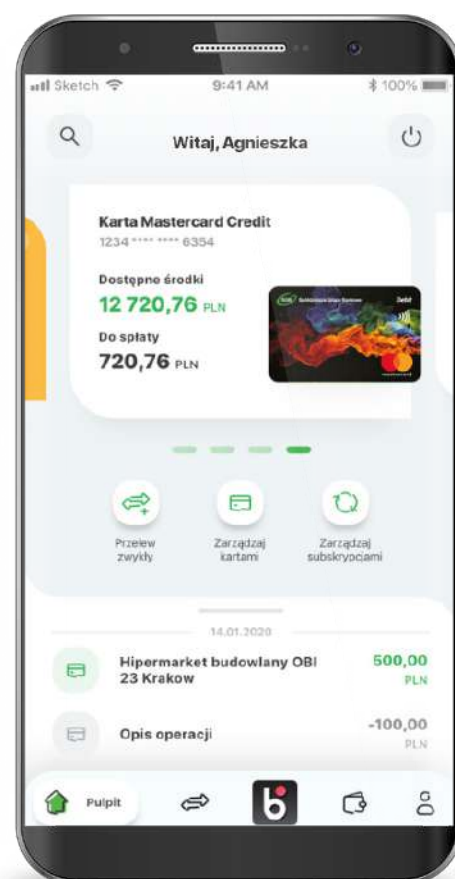 Sketch
9:41 AM
100%
Witaj, Agnieszka
Karta Mastercard Credit
1234 **** **** 6354
Dostępne środki
12 720,76 PLN
Do spłaty
720,76 PLN
Przelew
zwykły
Zarządzaj
kartami
Zarządzaj
subskrypcjami
14.01.2020
Hipermarket budowlany OBI
23 Krakow
500,00
PLN
Opis operacji
-100,00
PLN
Pulpit